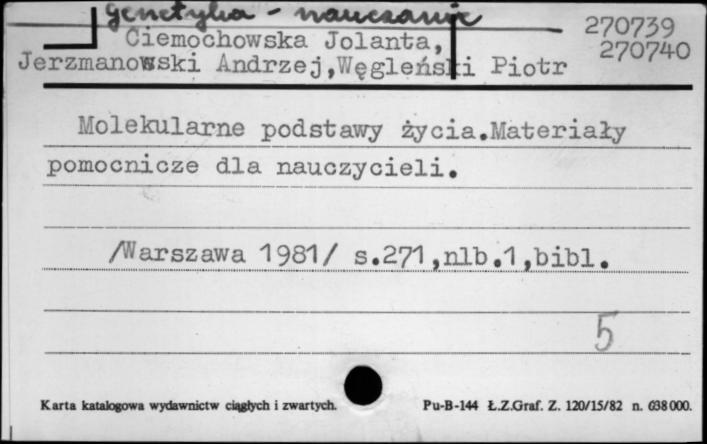 genetyka - nauczanie
270739
Ciemochowska Jolanta,
270740
Jerzmanowski Andrzej,Węgleński Piotr
Molekularne podstawy życia.Materiały
pomocnicze dla nauczycieli.
/Warszawa 1981/ s.271,nlb.1,bibl.
5
Karta katalogowa wydawnictw ciągłych i zwartych. Pu-B-144 Ł.Z.Graf. Z. 120/15/82 n. 638000.